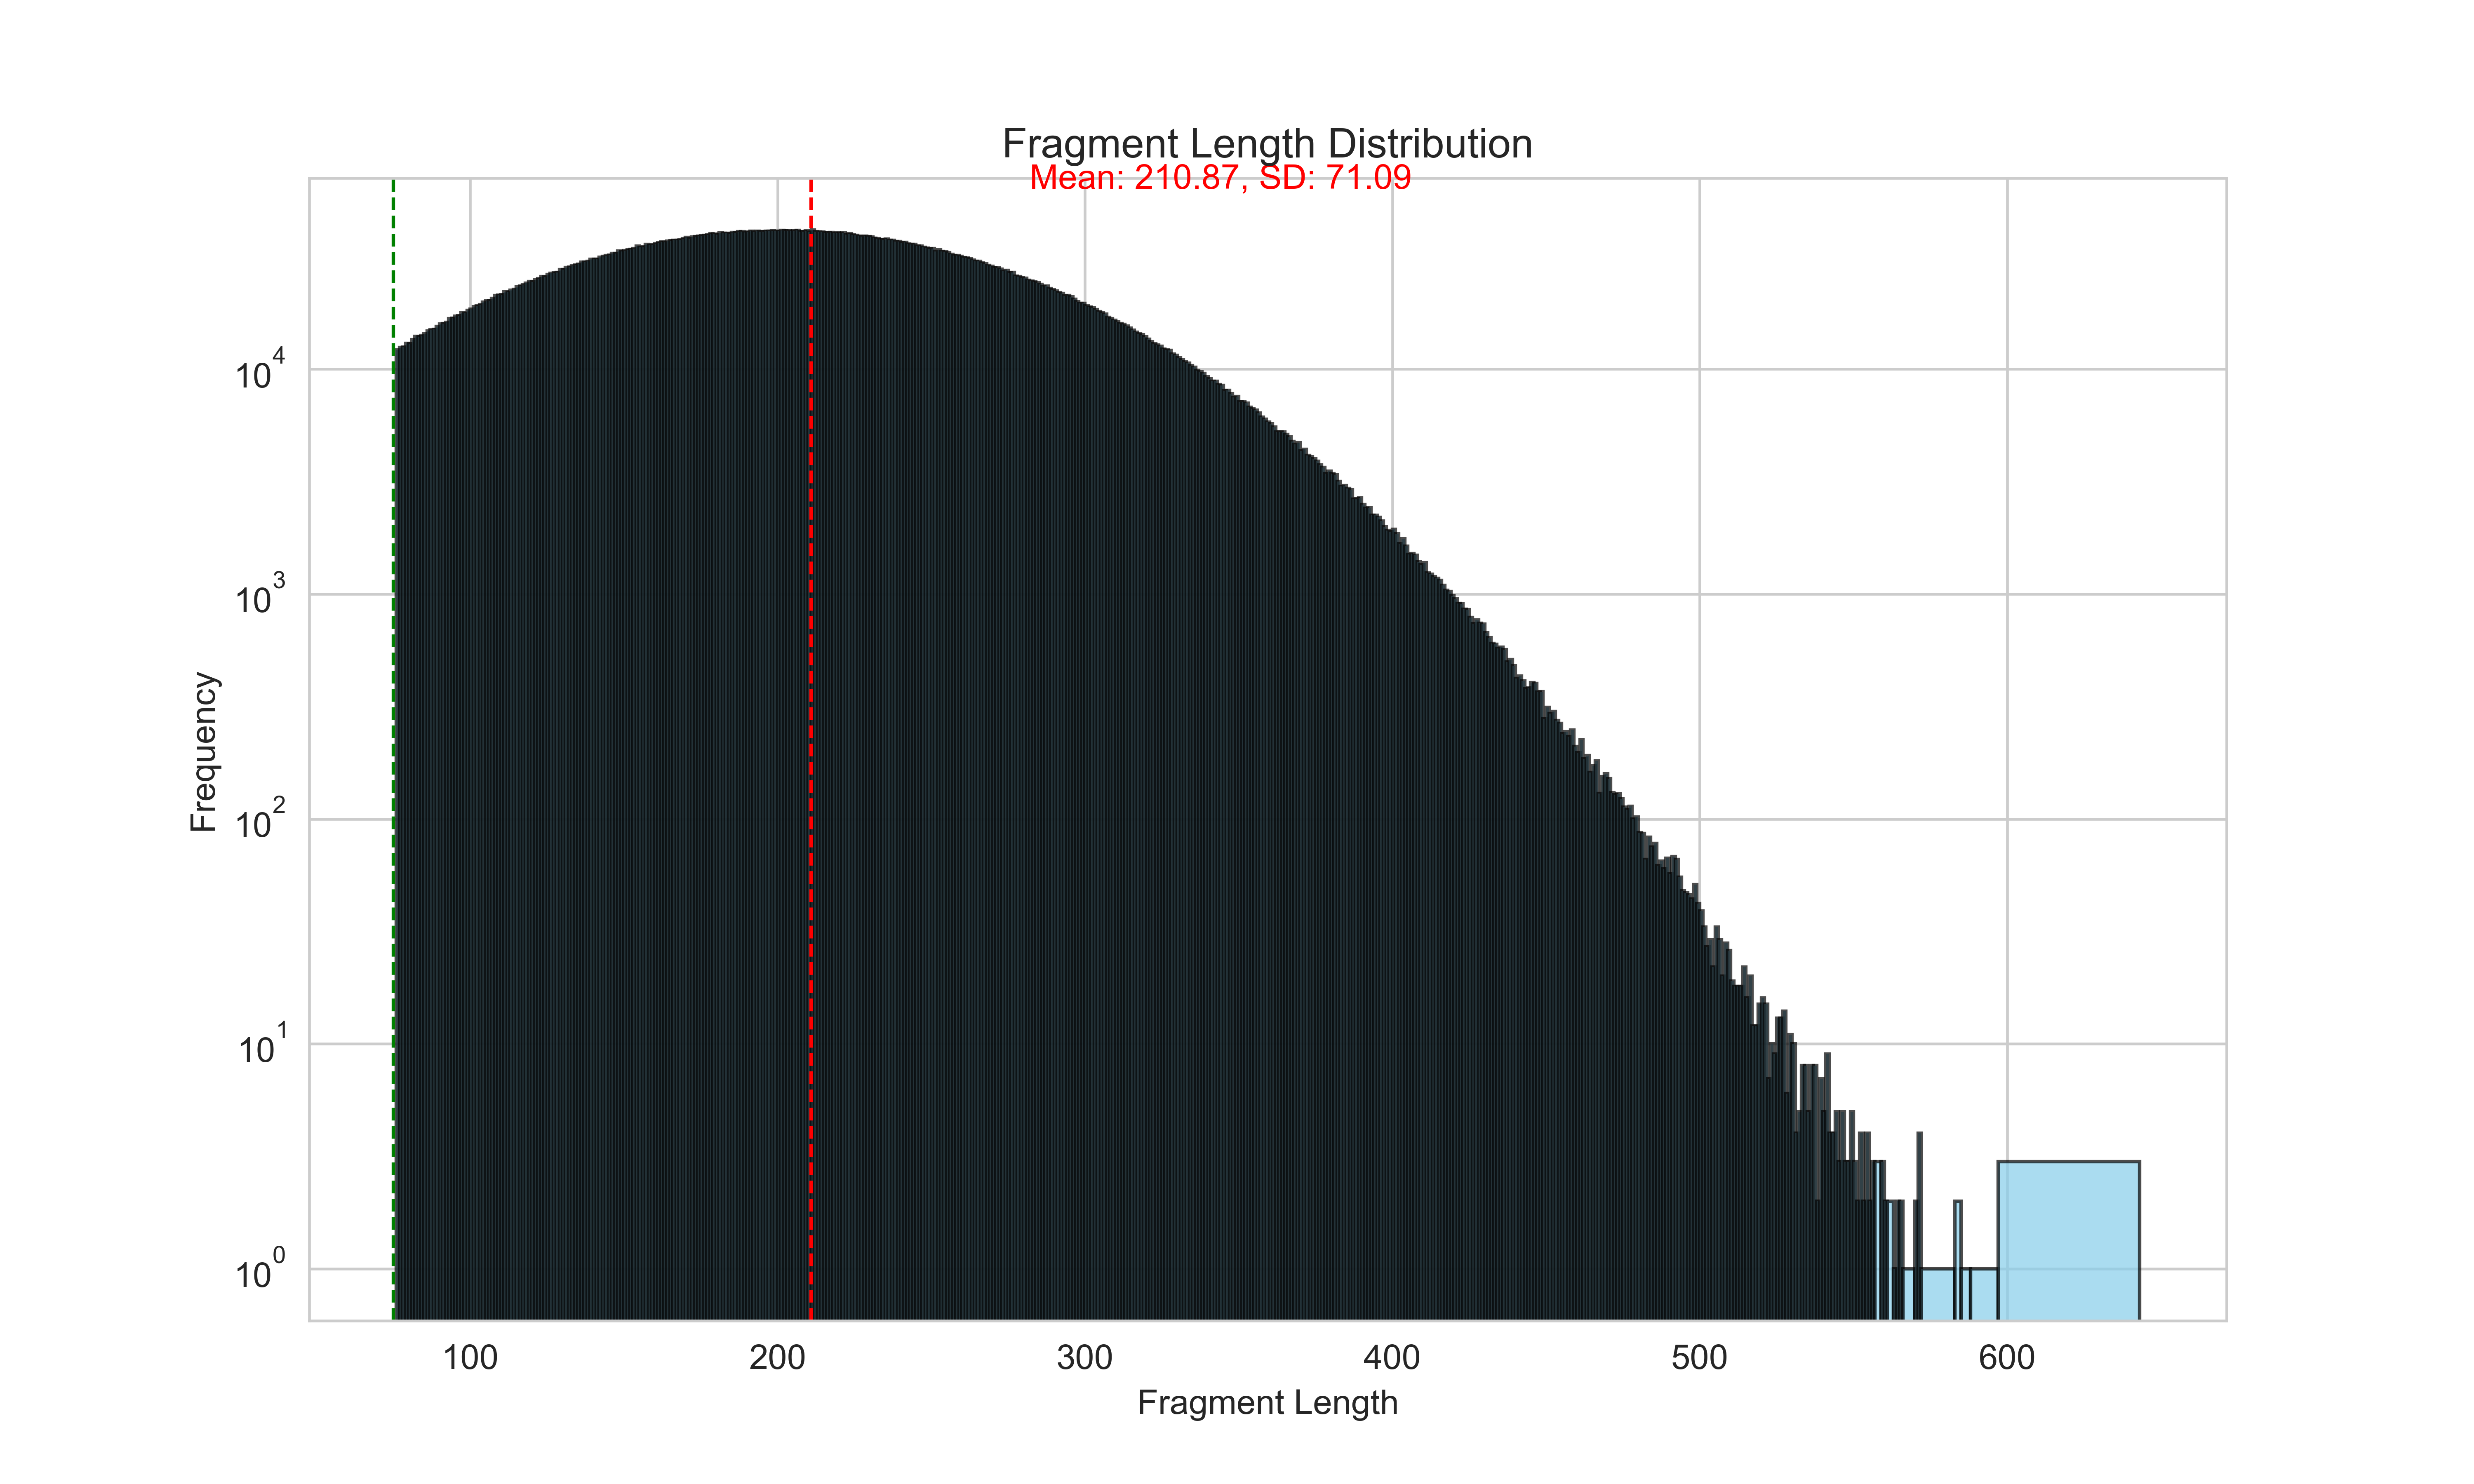 Fragment Length Distribution
Mean: 210.87, SD: 71.09
Frequency
10^4
10^3
10^2
10^1
10^0
100 200 300 400 500 600
Fragment Length